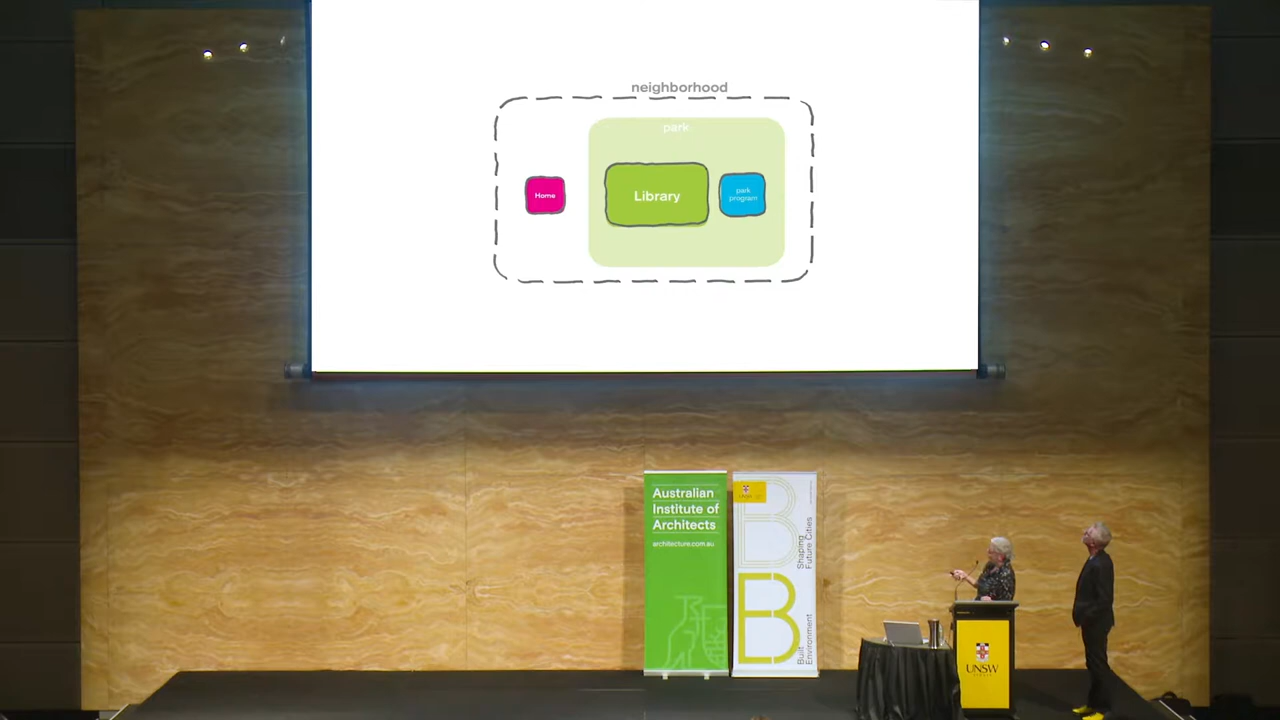 neighborhood
park
Home
Library
park
program
Australian
Institute of
Architects
architecture.com.au
UNSW
B
B
Built
Environment
Shaping
Future Cities
UNSW